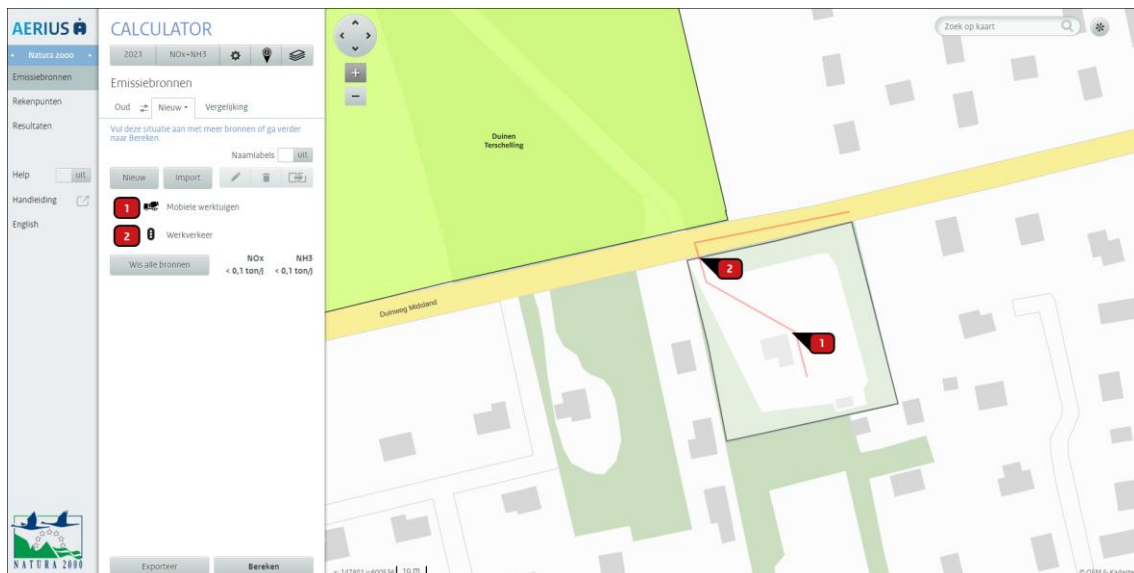 AERIUS
Natura 2000
Emissiebronnen
Rekenpunten
Resultaten
Help
uit
Handleiding
English
NATURA 2000
CALCULATOR
2021
NOx+NH3
Emissiebronnen
Oud
Nieuw
Vergelijking
Vul deze situatie aan met meer bronnen of ga verder
naar Bereken.
Naamlabels
uit
Nieuw
Import
1
Mobiele werktuigen
2
Werkverkeer
Wis alle bronnen
NOx
NH3
< 0,1 ton/j
< 0,1 ton/j
Exporteer
Bereken
Zoek op kaart
Duinen
Terschelling
Duinweg Midsland
2
1
10 m
© OSM & Kadaster